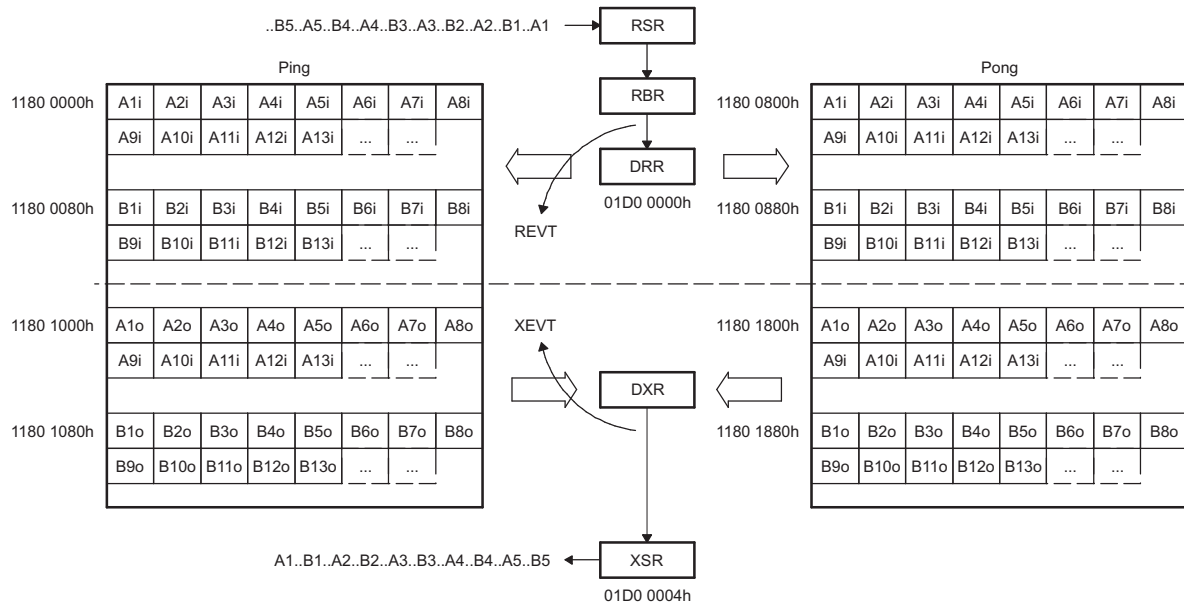 ..B5..A5..B4..A4..B3..A3..B2..A2..B1..A1
RSR
Ping
Pong
RBR
1180 0000h
A1i A2i A3i A4i A5i A6i A7i A8i
A9i A10i A11i A12i A13i ... ...
1180 0800h
A1i A2i A3i A4i A5i A6i A7i A8i
A9i A10i A11i A12i A13i ... ...
DRR
01D0 0000h
REVT
1180 0080h
B1i B2i B3i B4i B5i B6i B7i B8i
B9i B10i B11i B12i B13i ... ...
1180 0880h
B1i B2i B3i B4i B5i B6i B7i B8i
B9i B10i B11i B12i B13i ... ...
1180 1000h
A1o A2o A3o A4o A5o A6o A7o A8o
A9i A10i A11i A12i A13i ... ...
XEVT
1180 1800h
A1o A2o A3o A4o A5o A6o A7o A8o
A9i A10i A11i A12i A13i ... ...
DXR
1180 1080h
B1o B2o B3o B4o B5o B6o B7o B8o
B9o B10o B11o B12o B13o ... ...
1180 1880h
B1o B2o B3o B4o B5o B6o B7o B8o
B9o B10o B11o B12o B13o ... ...
A1..B1..A2..B2..A3..B3..A4..B4..A5..B5
XSR
01D0 0004h